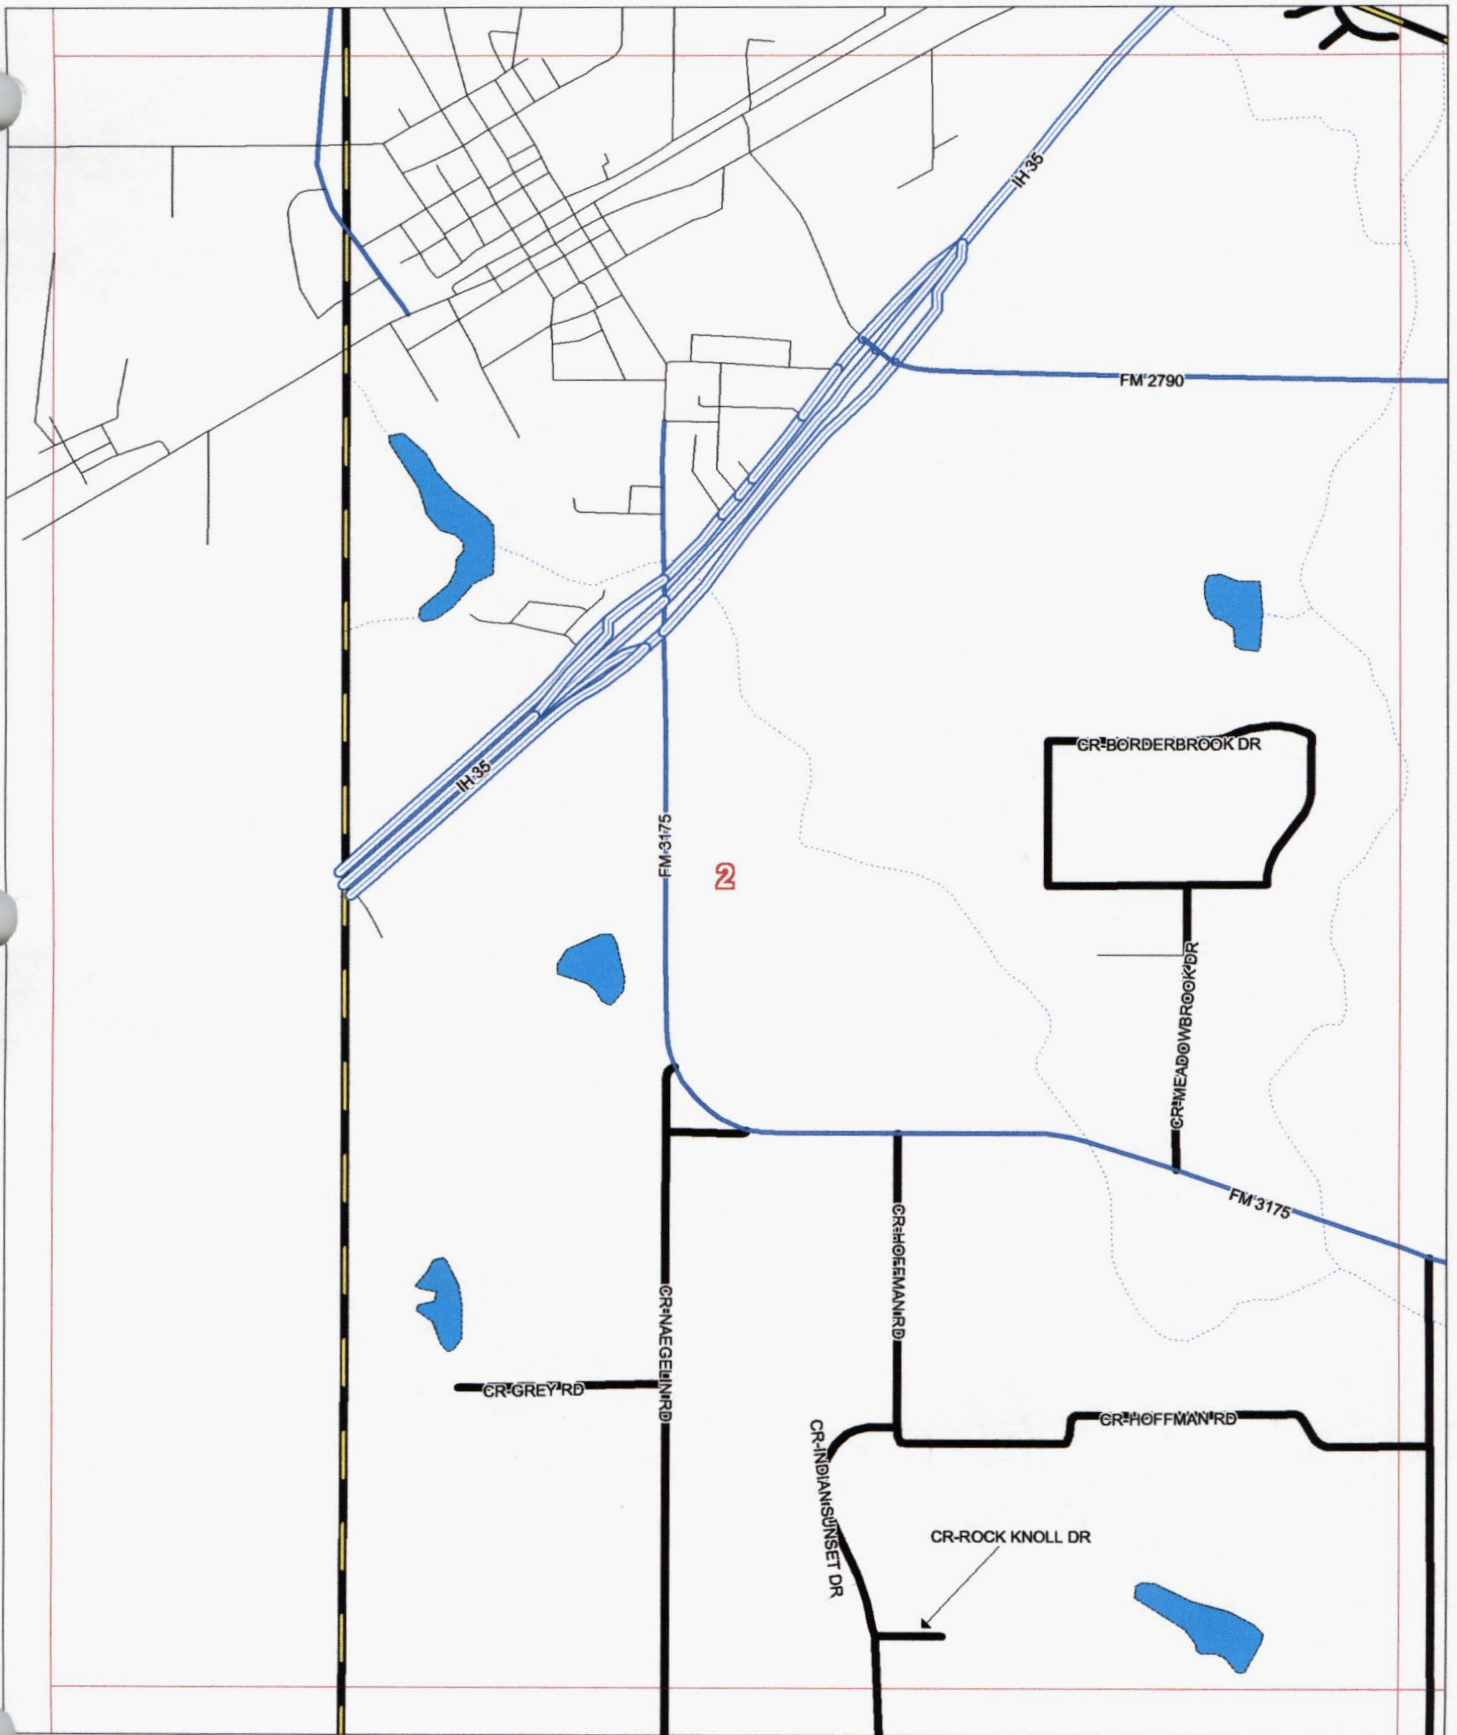 IH 35
FM 2790
CR-BORDERBROOK DR
IH 35
FM 3175
2
CR-MEADOWBROOK DR
FM 3175
CR-HOFFMAN RD
CR-NAEGELIN RD
CR-GREY RD
CR-HOFFMAN RD
CR-INDIAN SUNSET DR
CR-ROCK KNOLL DR